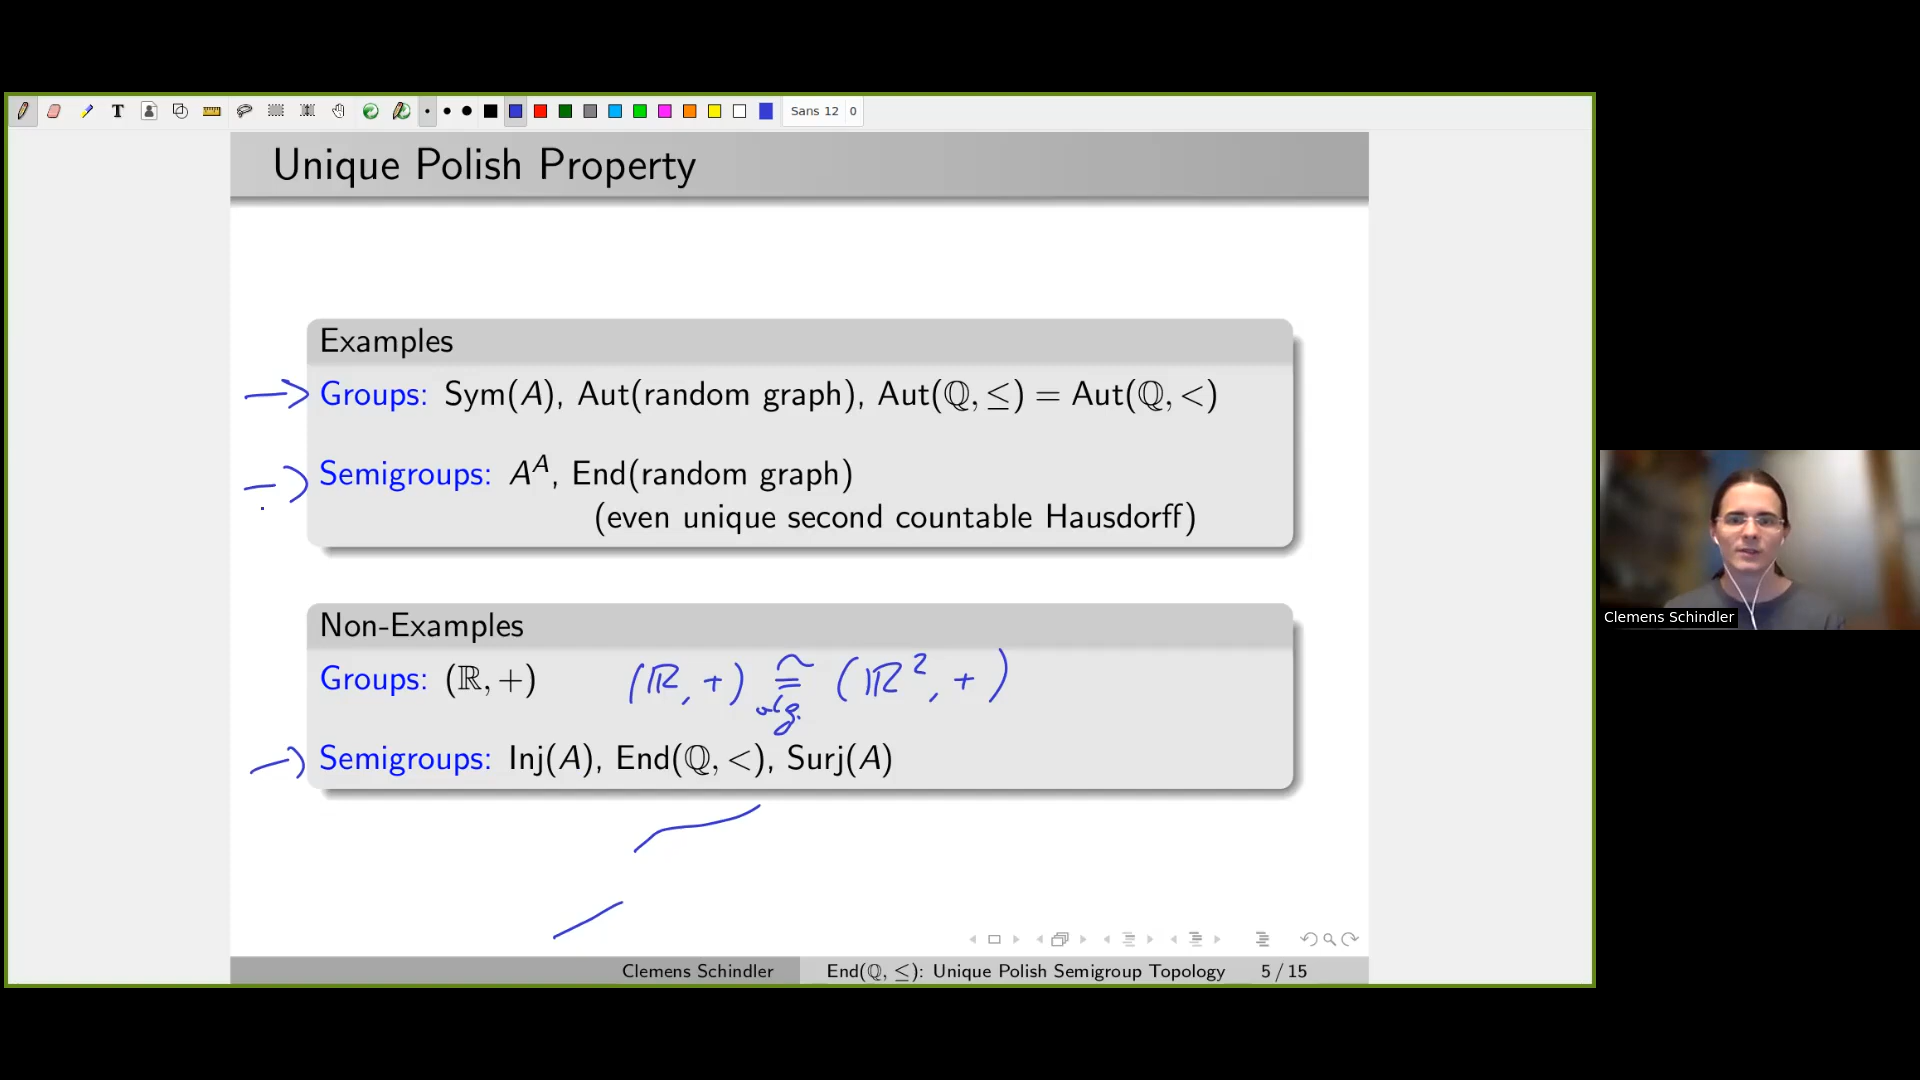 T Sans 12 0
Unique Polish Property
Examples
Groups: Sym(A), Aut(random graph), Aut(ℚ, ≤) = Aut(ℚ, <)
Semigroups: A^A, End(random graph)
(even unique second countable Hausdorff)
Non-Examples
Groups: (ℝ, +) (ℝ, +) ≅ alg. (ℝ², +)
Semigroups: Inj(A), End(ℚ, <), Surj(A)
Clemens Schindler End(ℚ, ≤): Unique Polish Semigroup Topology 5 / 15
Clemens Schindler